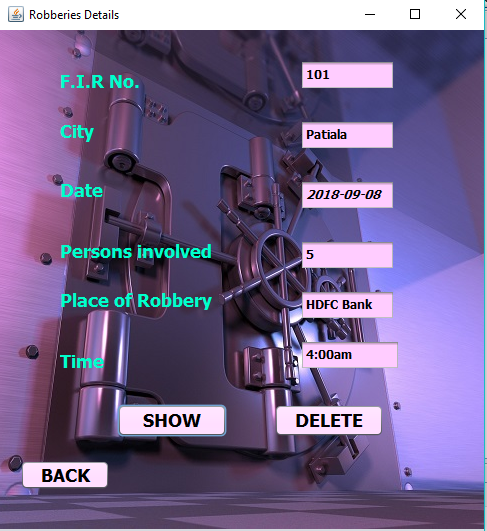 Robberies Details
F.I.R No. 101
City Patiala
Date 2018-09-08
Persons involved 5
Place of Robbery HDFC Bank
Time 4:00am
SHOW DELETE
BACK